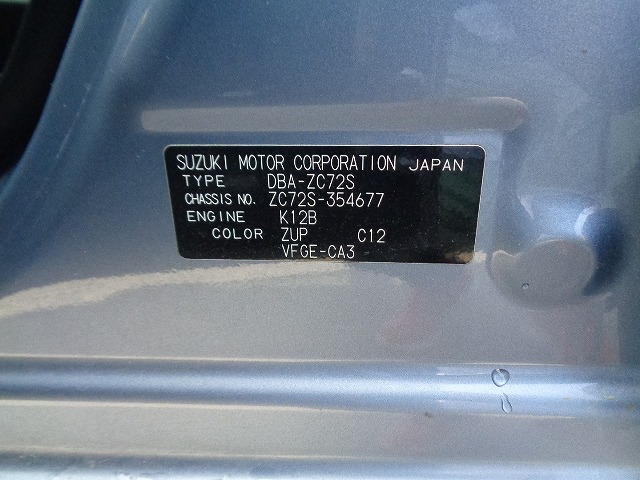 SUZUKI MOTOR CORPORATION JAPAN
TYPE DBA-ZC72S
CHASSIS NO. ZC72S-354677
ENGINE K12B
COLOR ZUP C12
VFGE-CA3